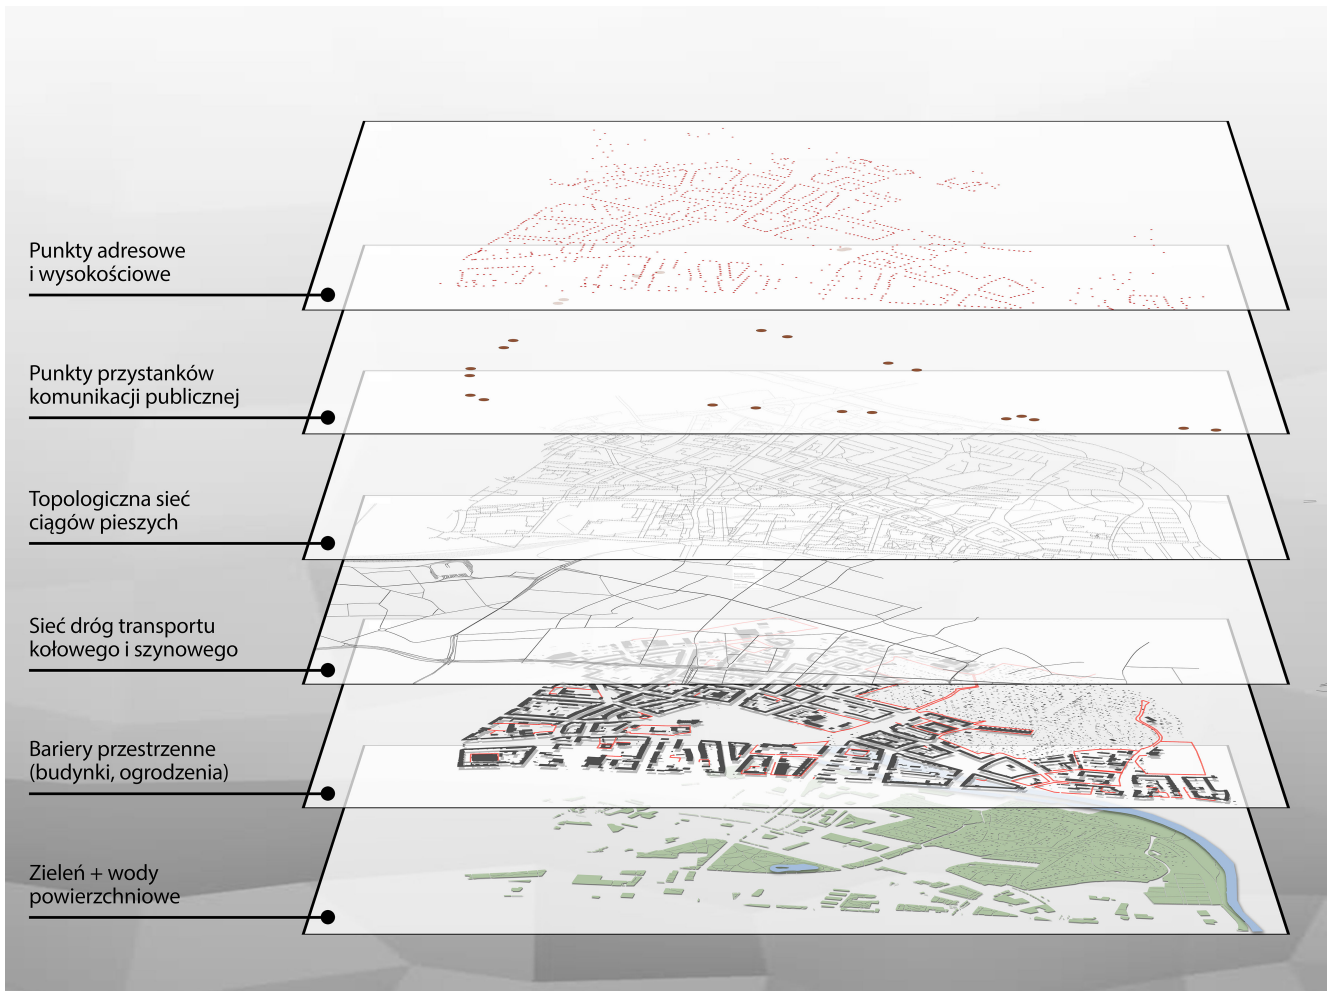 Punkty adresowe
i wysokościowe
Punkty przystanków
komunikacji publicznej
Topologiczna sieć
ciągów pieszych
Sieć dróg transportu
kołowego i szynowego
Bariery przestrzenne
(budynki, ogrodzenia)
Zieleń + wody
powierzchniowe